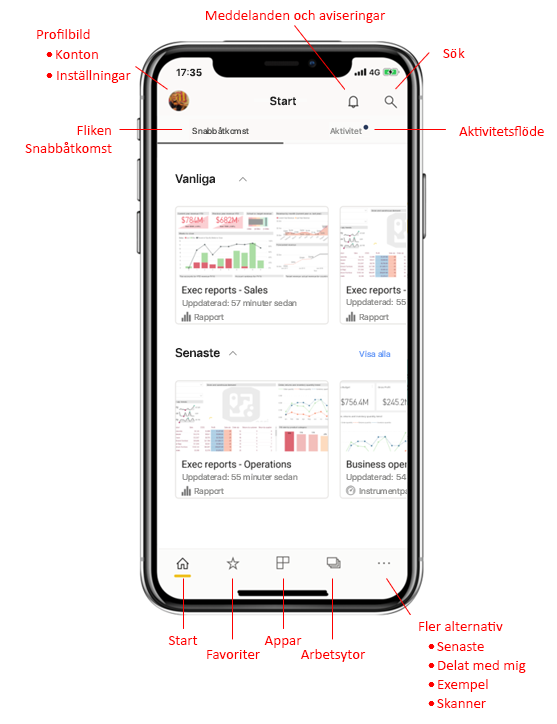 Meddelanden och aviseringar
Profilbild
• Konton
• Inställningar
Sök
17:35
4G
Start
Fliken
Snabbåtkomst
Snabbåtkomst
Aktivitet
Aktivitetsflöde
Vanliga
$784M
$682M
Exec reports - Sales
Uppdaterad: 57 minuter sedan
Rapport
Exec reports -
Uppdaterad: 55
Rapport
Senaste
Visa alla
Exec reports - Operations
Uppdaterad: 55 minuter sedan
Rapport
$756.4M
$245.2
Business oper
Uppdaterad: 54
Instrumentpa
Start
Favoriter
Appar
Arbetsytor
Fler alternativ
• Senaste
• Delat med mig
• Exempel
• Skanner